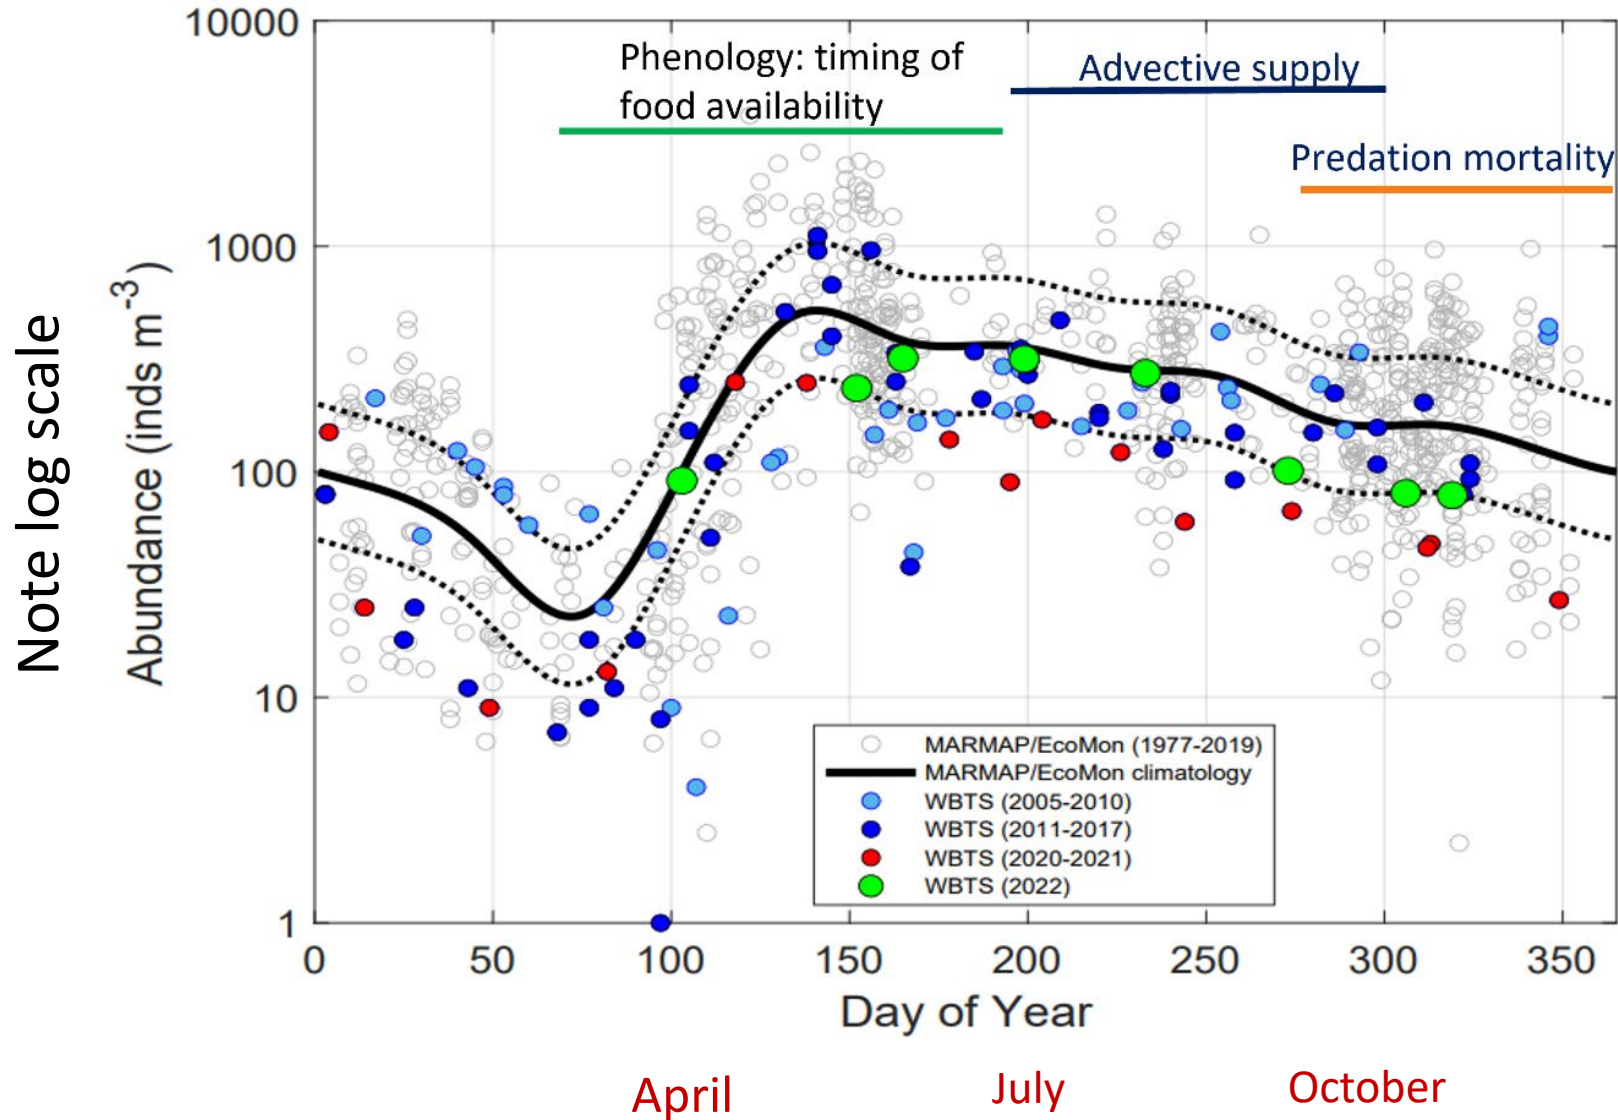 Note log scale
Abundance (inds m-3)
10000
1000
100
10
1
Phenology: timing of
food availability
Advective supply
Predation mortality
MARMAP/EcoMon (1977-2019)
MARMAP/EcoMon climatology
WBTS (2005-2010)
WBTS (2011-2017)
WBTS (2020-2021)
WBTS (2022)
0 50 100 150 200 250 300 350
Day of Year
April July October